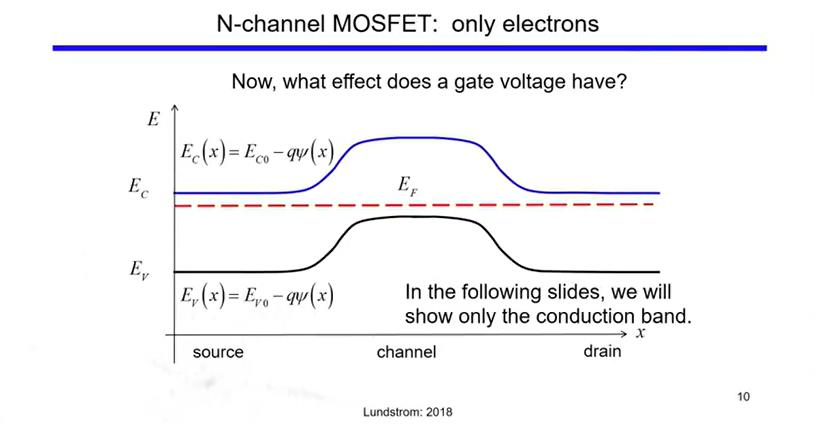 N-channel MOSFET: only electrons
Now, what effect does a gate voltage have?
E
E_C(x) = E_C0 − qψ(x)
E_C
E_F
E_V
E_V(x) = E_V0 − qψ(x)
In the following slides, we will
show only the conduction band.
x
source
channel
drain
10
Lundstrom: 2018